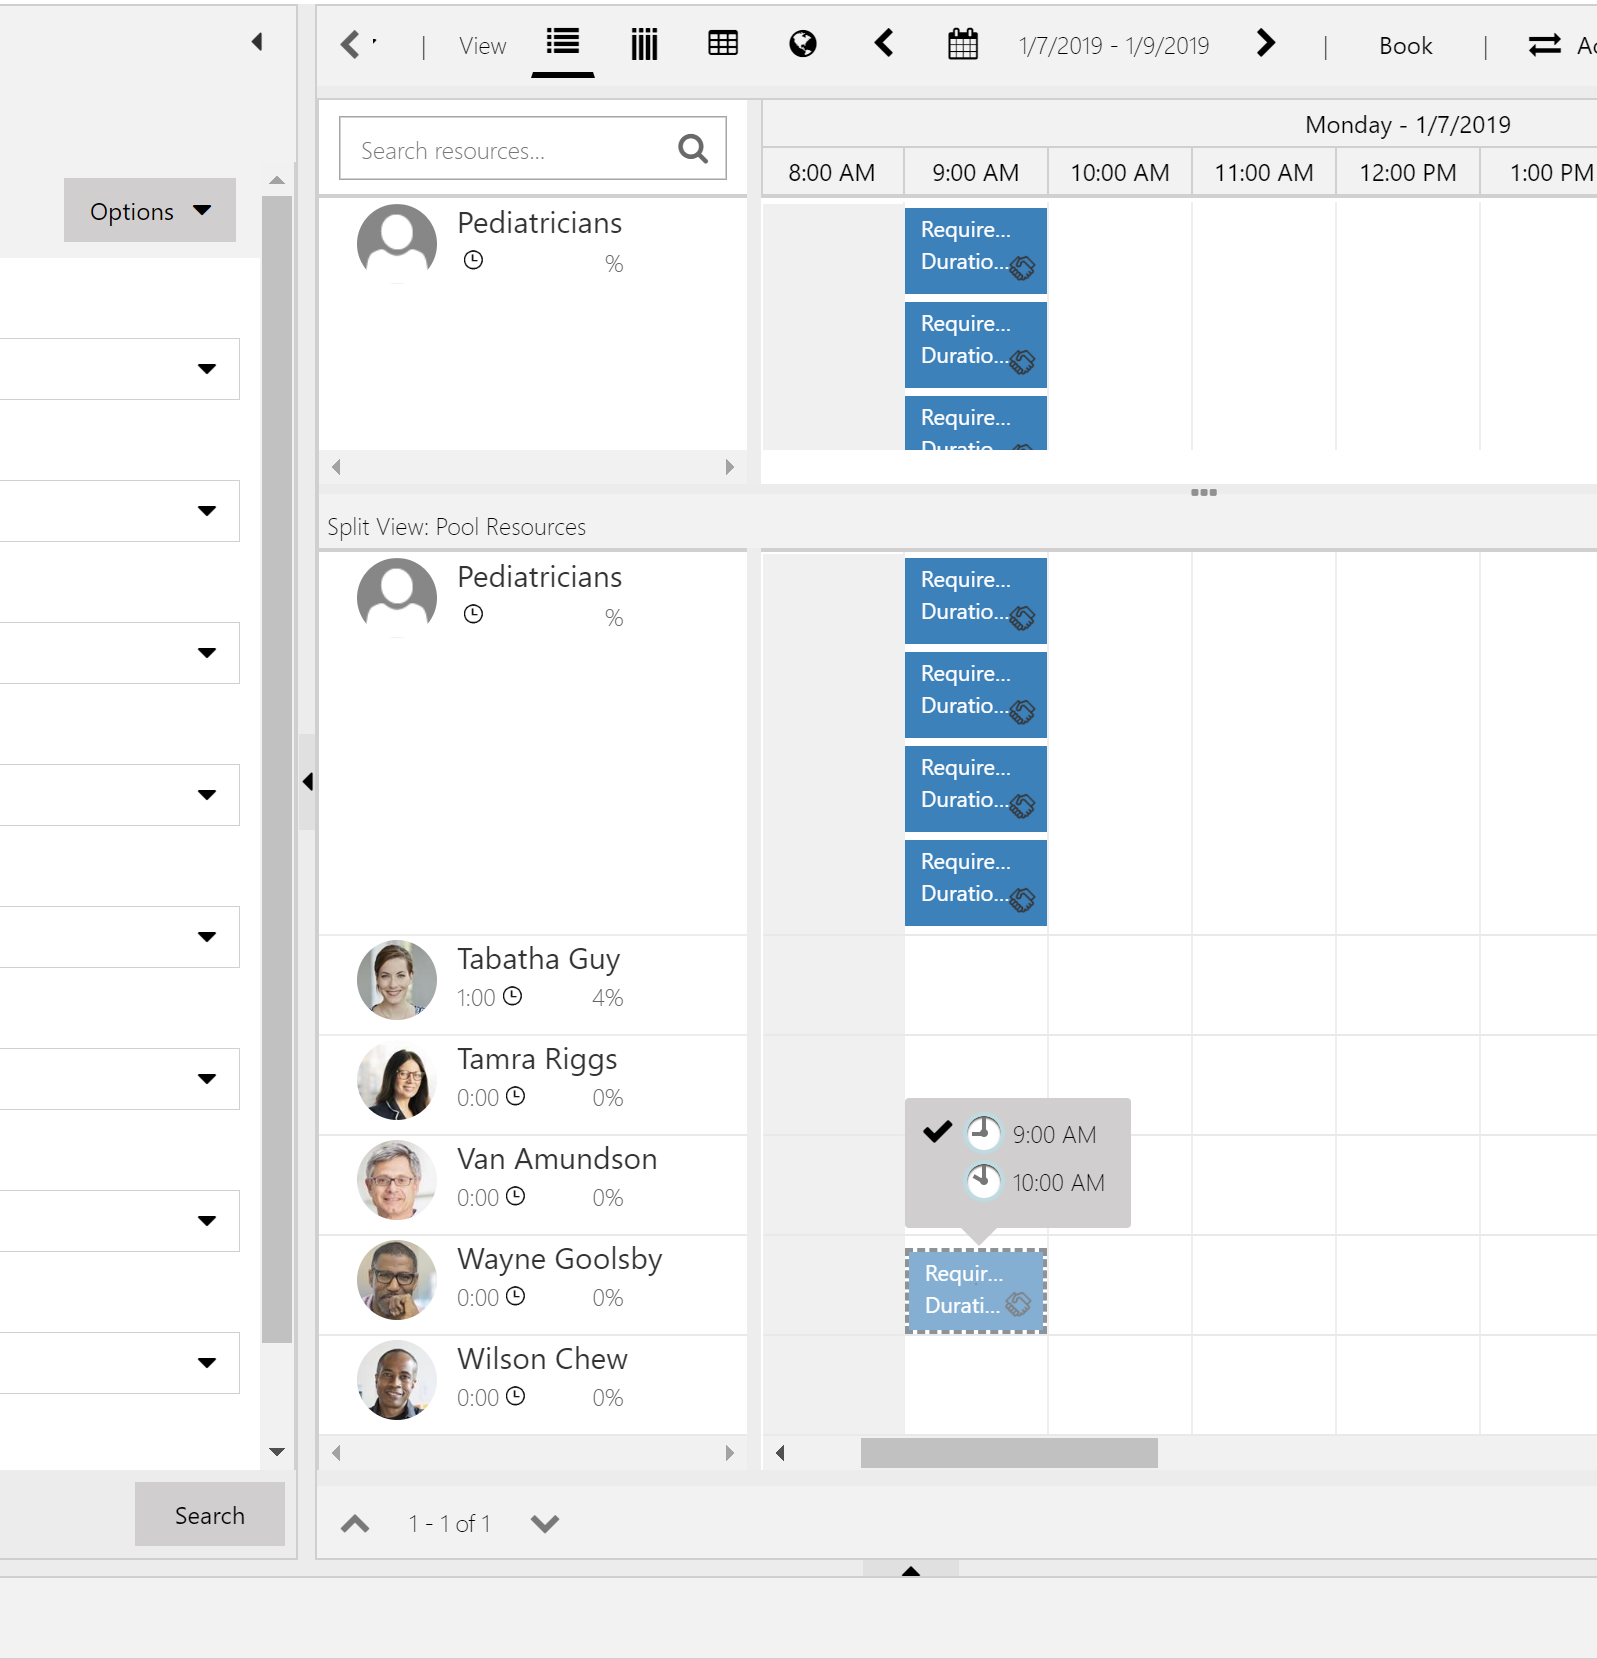 View
1/7/2019 - 1/9/2019
|
Book
|
Ac
Options
Search resources...
Monday - 1/7/2019
8:00 AM
9:00 AM
10:00 AM
11:00 AM
12:00 PM
1:00 PM
Pediatricians
%
Require...
Duratio...
Require...
Duratio...
Require...
Duratio...
Split View: Pool Resources
Pediatricians
%
Require...
Duratio...
Require...
Duratio...
Require...
Duratio...
Require...
Duratio...
Tabatha Guy
1:00 4%
Tamra Riggs
0:00 0%
9:00 AM
10:00 AM
Van Amundson
0:00 0%
Wayne Goolsby
0:00 0%
Requir...
Durati...
Wilson Chew
0:00 0%
Search
1 - 1 of 1